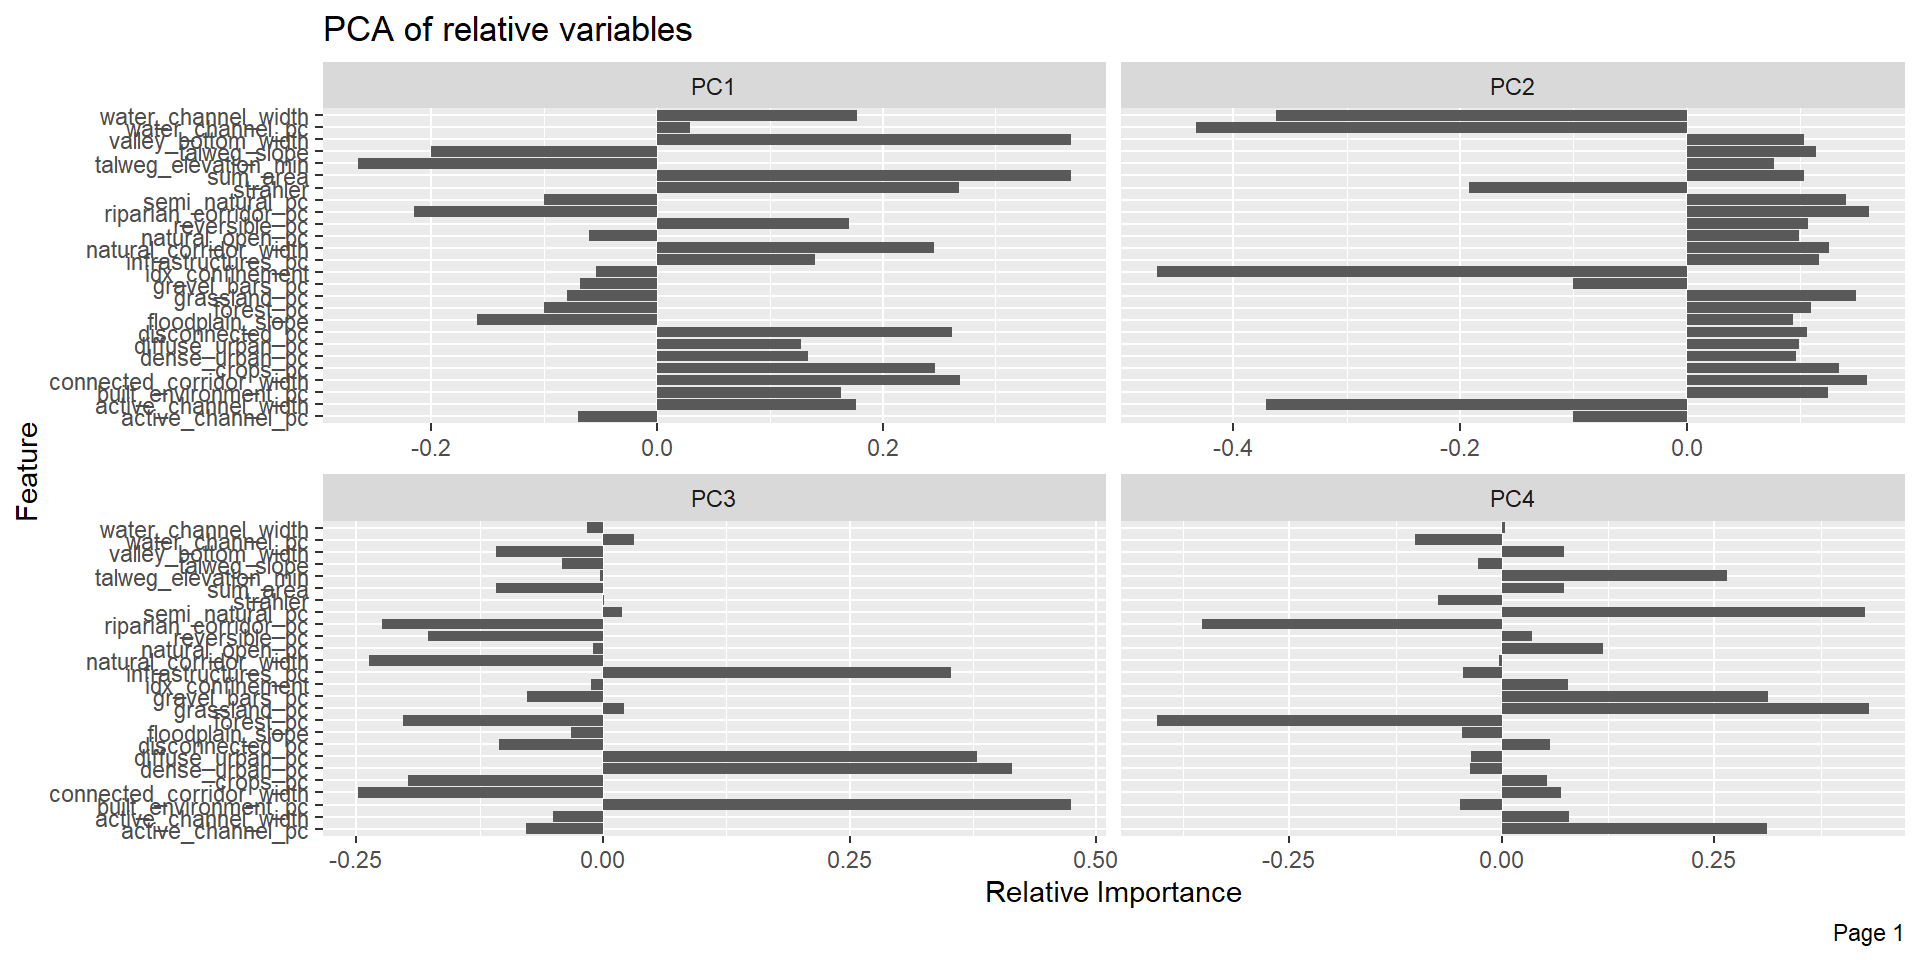 PCA of relative variables
PC1
PC2
water_channel_width
water_channel_pc
valley_bottom_width
talweg_slope
talweg_elevation_min
sum_area
strahler
semi_natural_pc
riparian_corridor_pc
reversible_pc
natural_open_pc
natural_corridor_width
infrastructures_pc
idx_confinement
gravel_bars_pc
grassland_pc
forest_pc
floodplain_slope
disconnected_pc
diffuse_urban_pc
dense_urban_pc
crops_pc
connected_corridor_width
built_environment_pc
active_channel_width
active_channel_pc
-0.2 0.0 0.2
-0.4 -0.2 0.0
Feature
PC3
PC4
water_channel_width
water_channel_pc
valley_bottom_width
talweg_slope
talweg_elevation_min
sum_area
strahler
semi_natural_pc
riparian_corridor_pc
reversible_pc
natural_open_pc
natural_corridor_width
infrastructures_pc
idx_confinement
gravel_bars_pc
grassland_pc
forest_pc
floodplain_slope
disconnected_pc
diffuse_urban_pc
dense_urban_pc
crops_pc
connected_corridor_width
built_environment_pc
active_channel_width
active_channel_pc
-0.25 0.00 0.25 0.50
-0.25 0.00 0.25
Relative Importance
Page 1